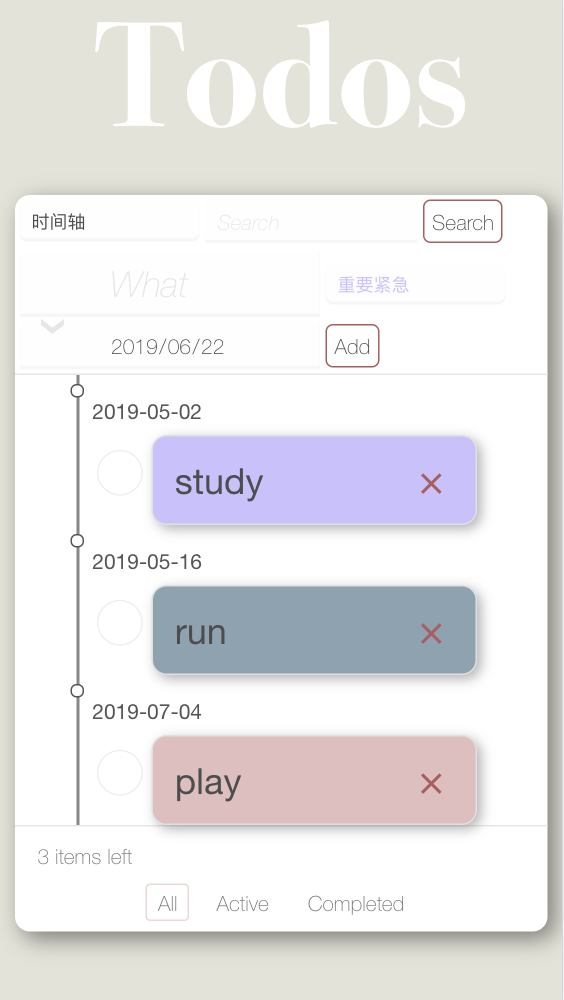 Todos
时间轴 Search Search
What 重要紧急
2019/06/22 Add
2019-05-02
study
2019-05-16
run
2019-07-04
play
3 items left
All Active Completed